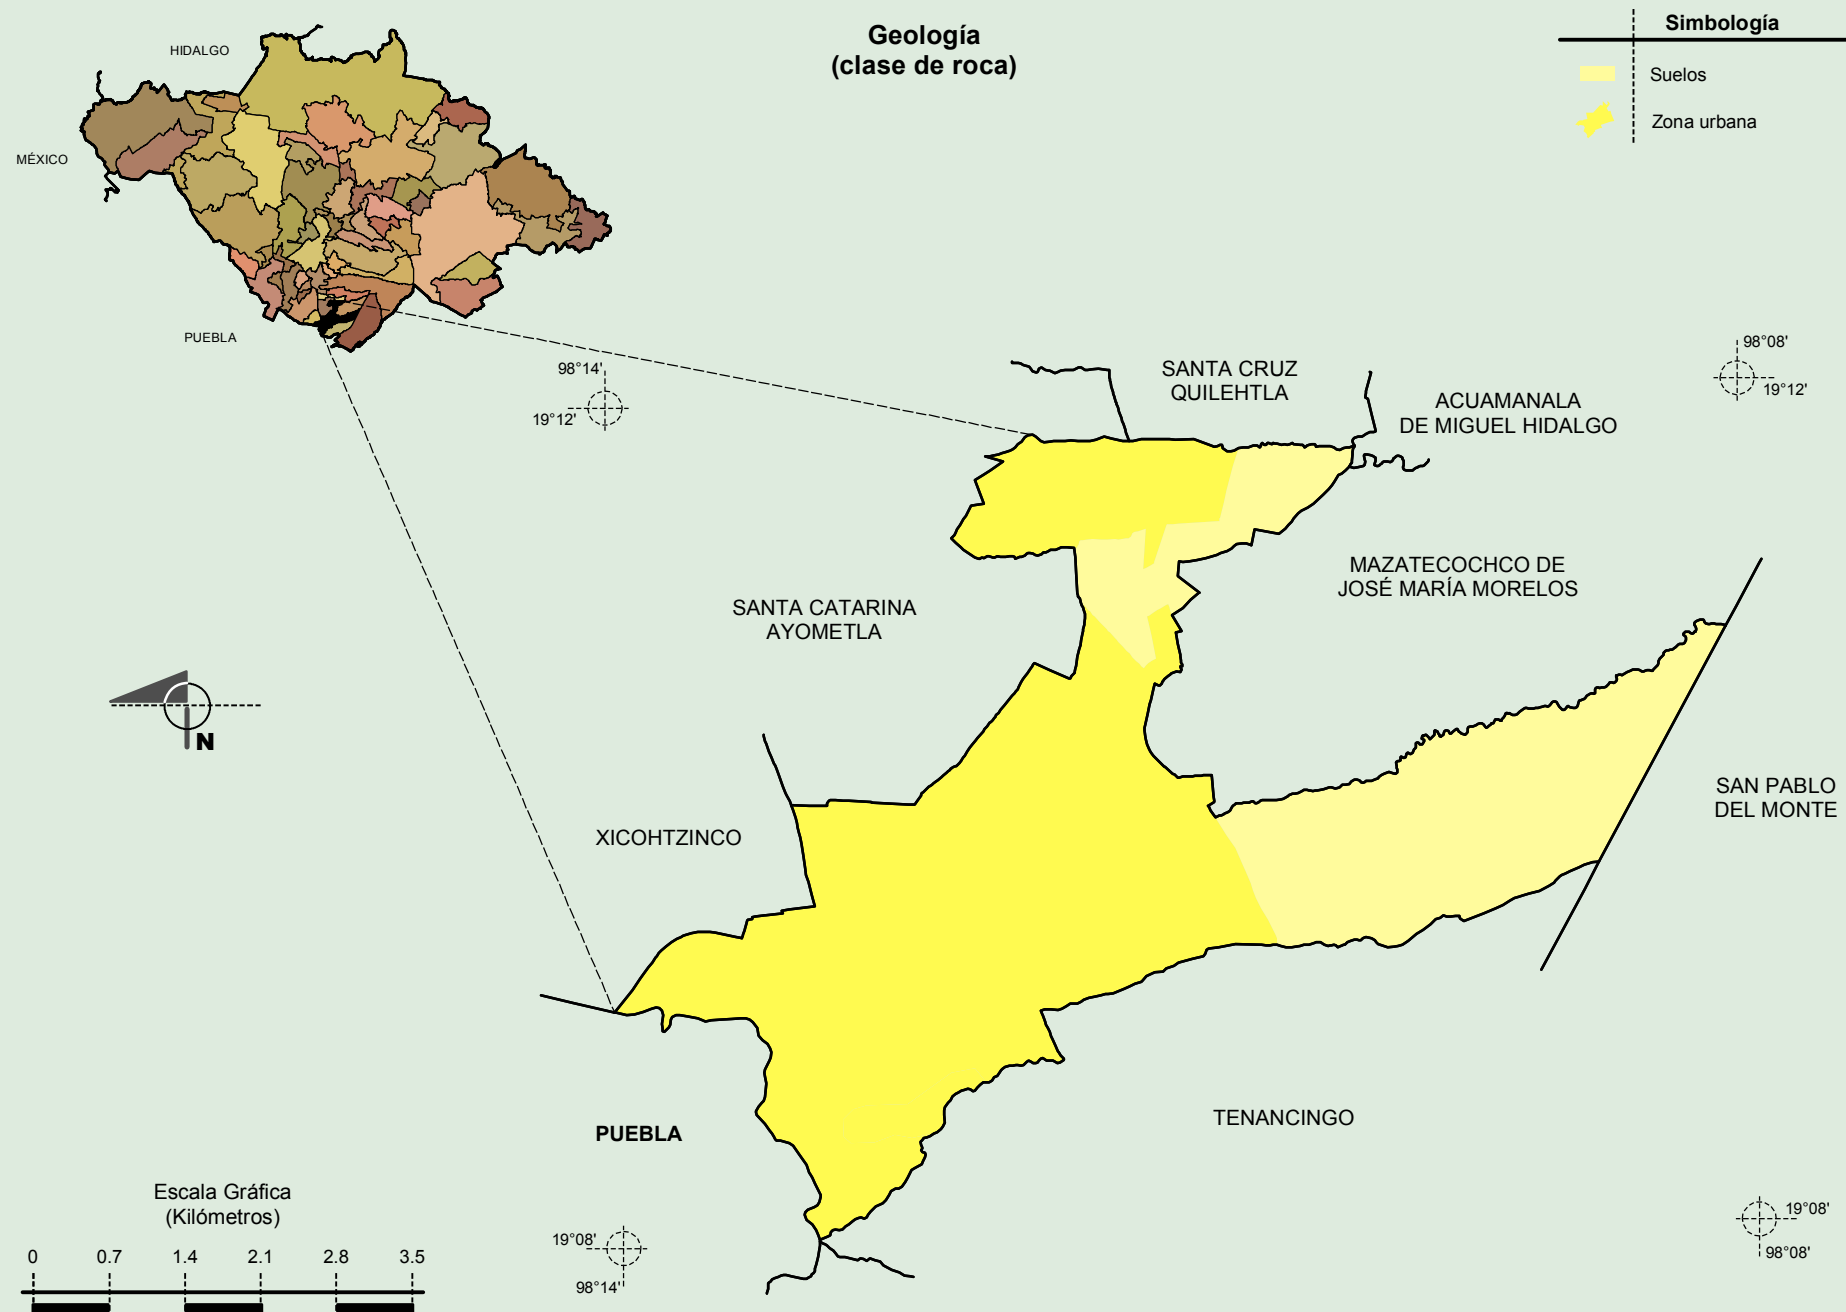 Geología
(clase de roca)
Simbología
Suelos
Zona urbana
HIDALGO
MÉXICO
PUEBLA
98°14'
19°12'
98°08'
19°12'
SANTA CRUZ
QUILEHTLA
ACUAMANALA
DE MIGUEL HIDALGO
MAZATECOCHCO DE
JOSÉ MARÍA MORELOS
SANTA CATARINA
AYOMETLA
N
XICOHTZINCO
SAN PABLO
DEL MONTE
PUEBLA
TENANCINGO
Escala Gráfica
(Kilómetros)
0 0.7 1.4 2.1 2.8 3.5
19°08'
98°14'
19°08'
98°08'